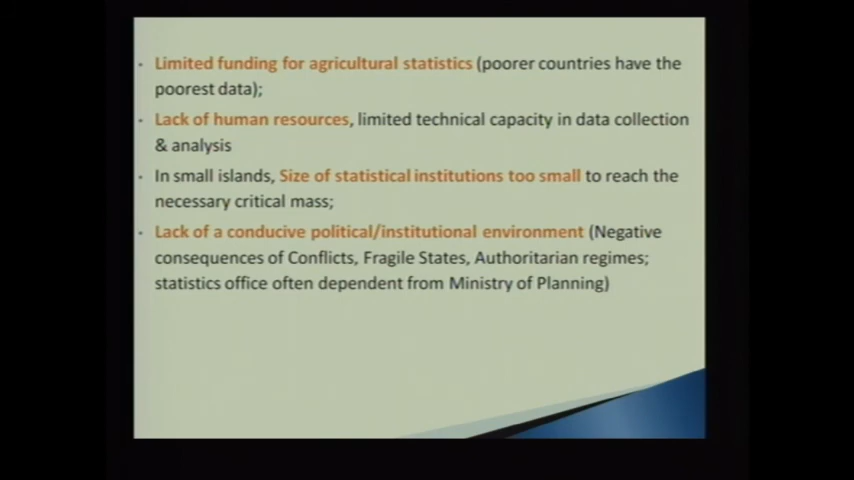 • Limited funding for agricultural statistics (poorer countries have the
poorest data);
• Lack of human resources, limited technical capacity in data collection
& analysis
• In small islands, Size of statistical institutions too small to reach the
necessary critical mass;
• Lack of a conducive political/institutional environment (Negative
consequences of Conflicts, Fragile States, Authoritarian regimes;
statistics office often dependent from Ministry of Planning)